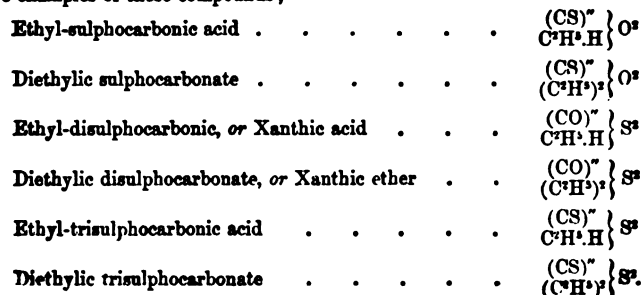 examples of these compounds;
Ethyl-sulphocarbonic acid . . . . . . (CS)″ C²H⁵.H } O²
Diethylic sulphocarbonate . . . . . . (CS)″ (C²H⁵)² } O²
Ethyl-disulphocarbonic, or Xanthic acid . . . (CO)″ C²H⁵.H } S²
Diethylic disulphocarbonate, or Xanthic ether . . (CO)″ (C²H⁵)² } S²
Ethyl-trisulphocarbonic acid . . . . . (CS)″ C²H⁵.H } S²
Diethylic trisulphocarbonate . . . . . (CS)″ (C²H⁵)² } S².